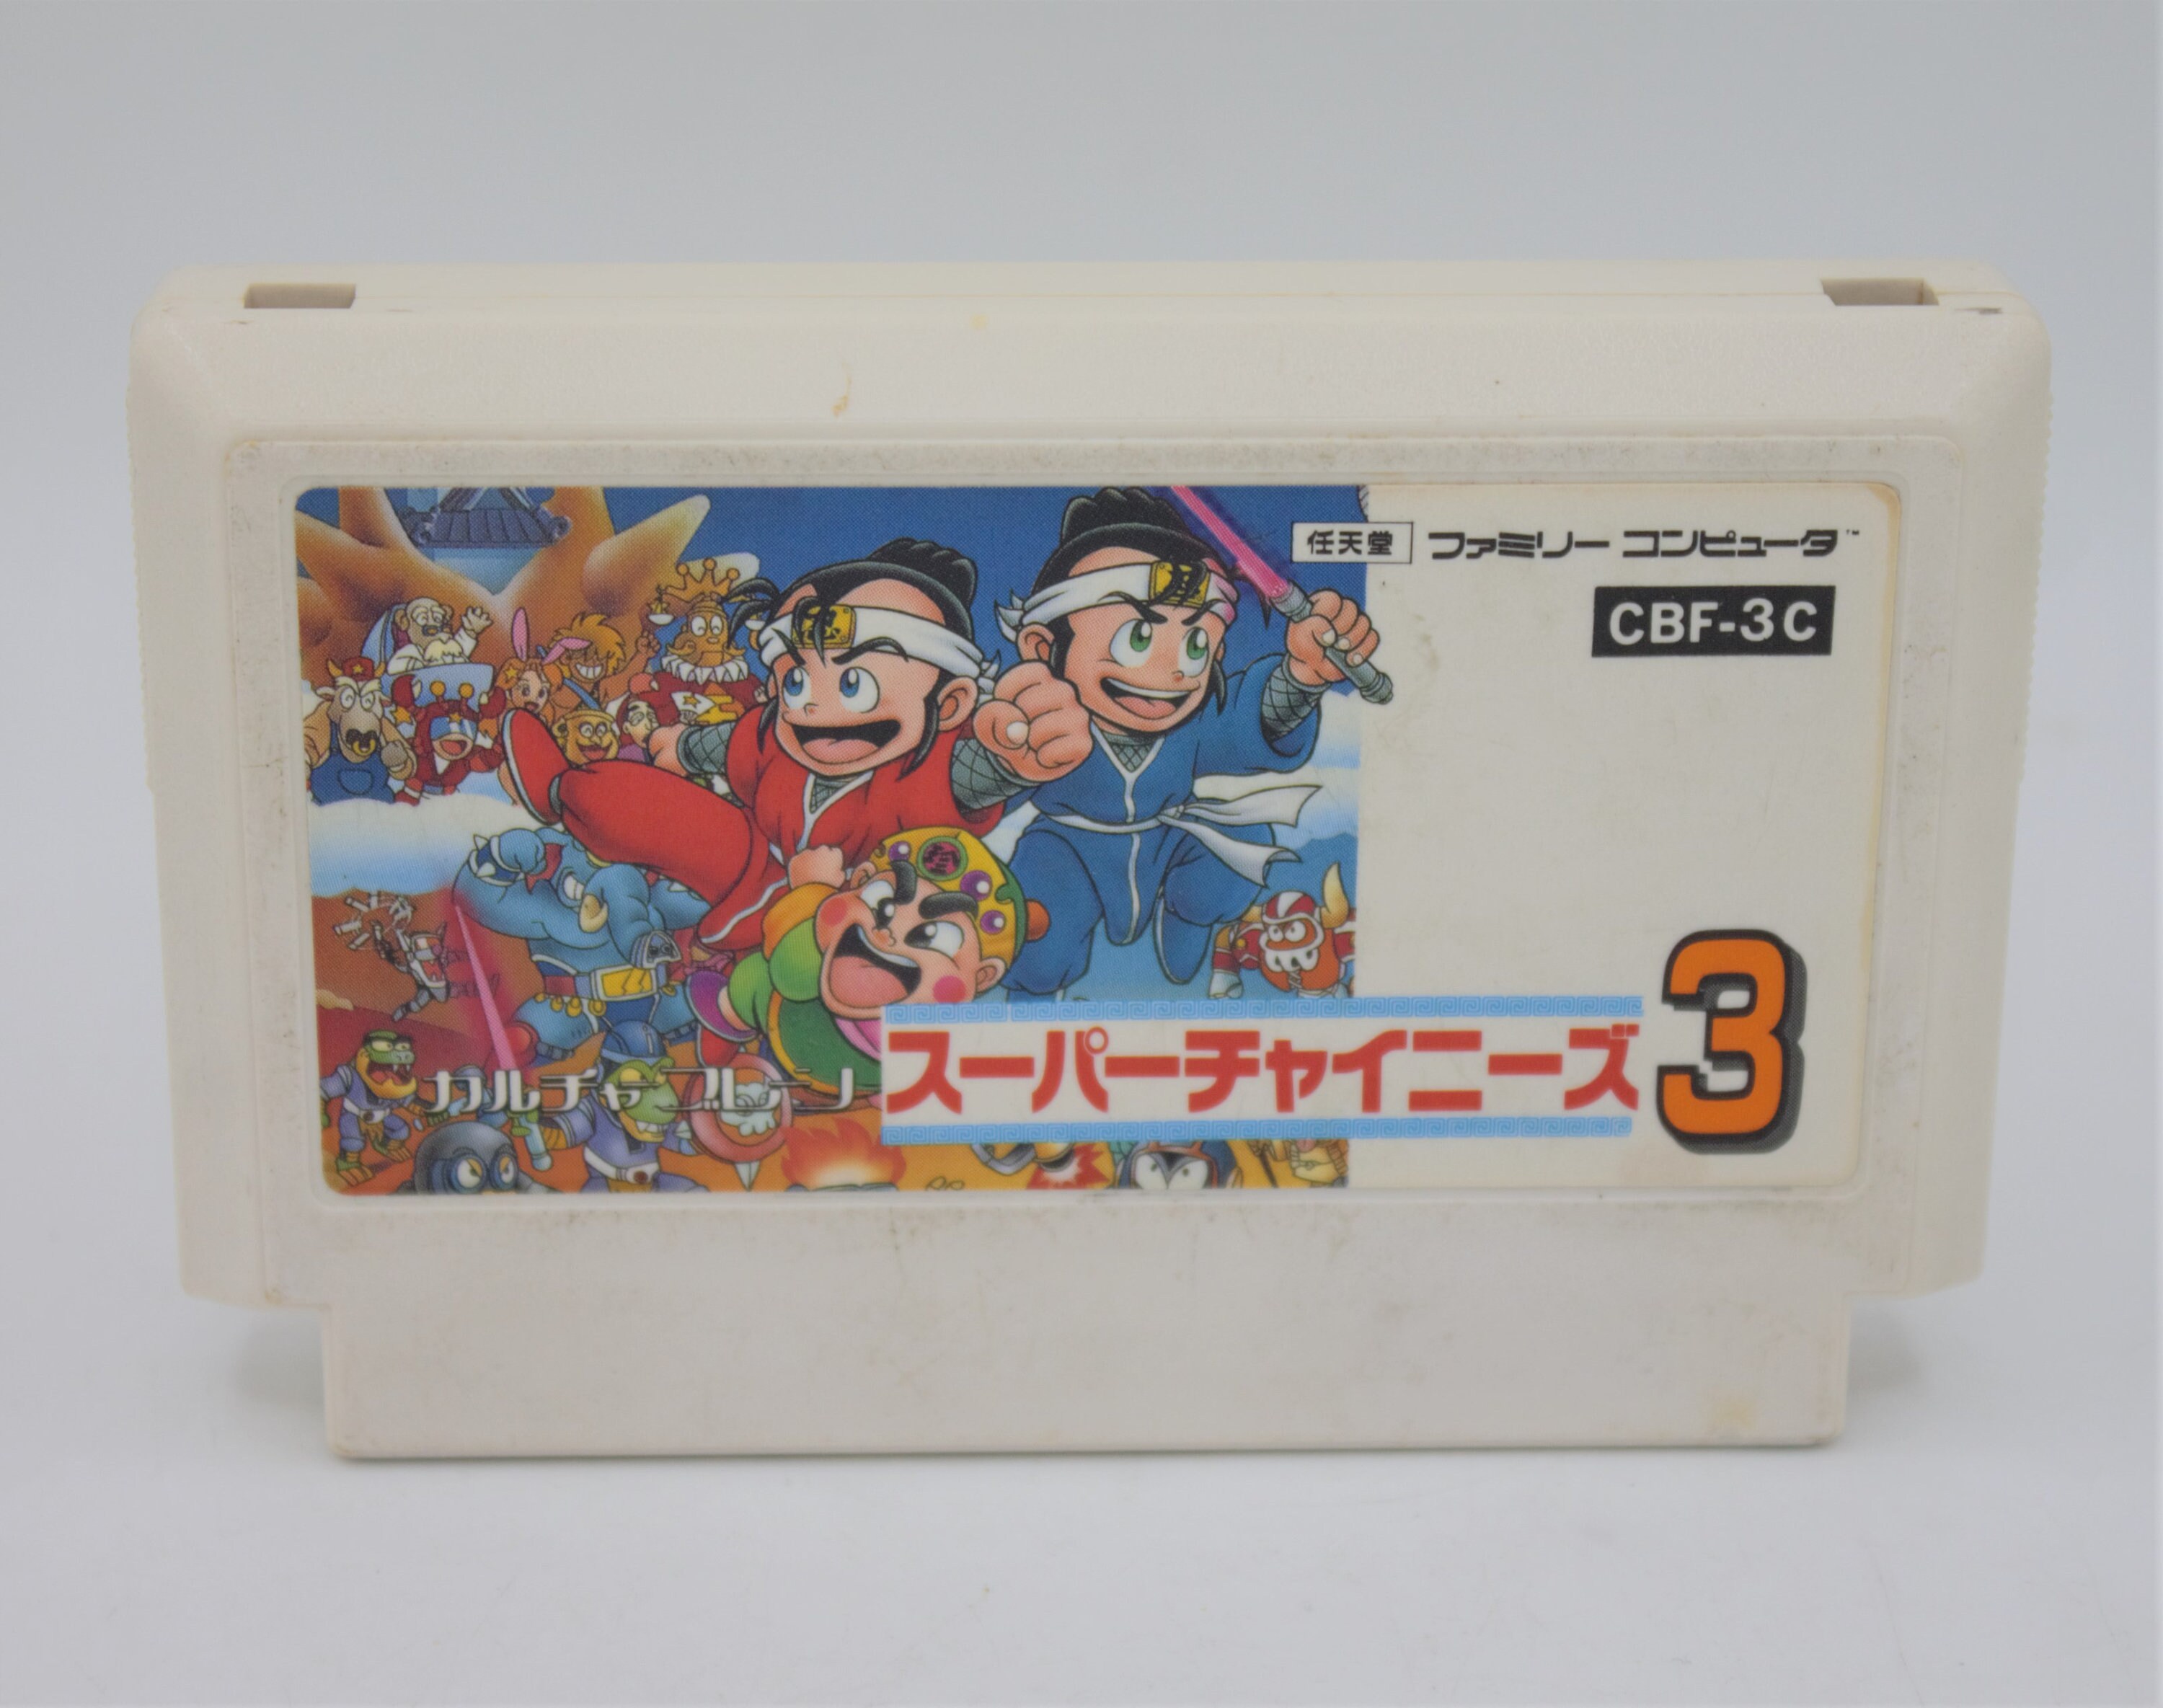 任天堂 ファミリー コンピュータ™
CBF-3C
カルチャーブレーン
スーパーチャイニーズ3